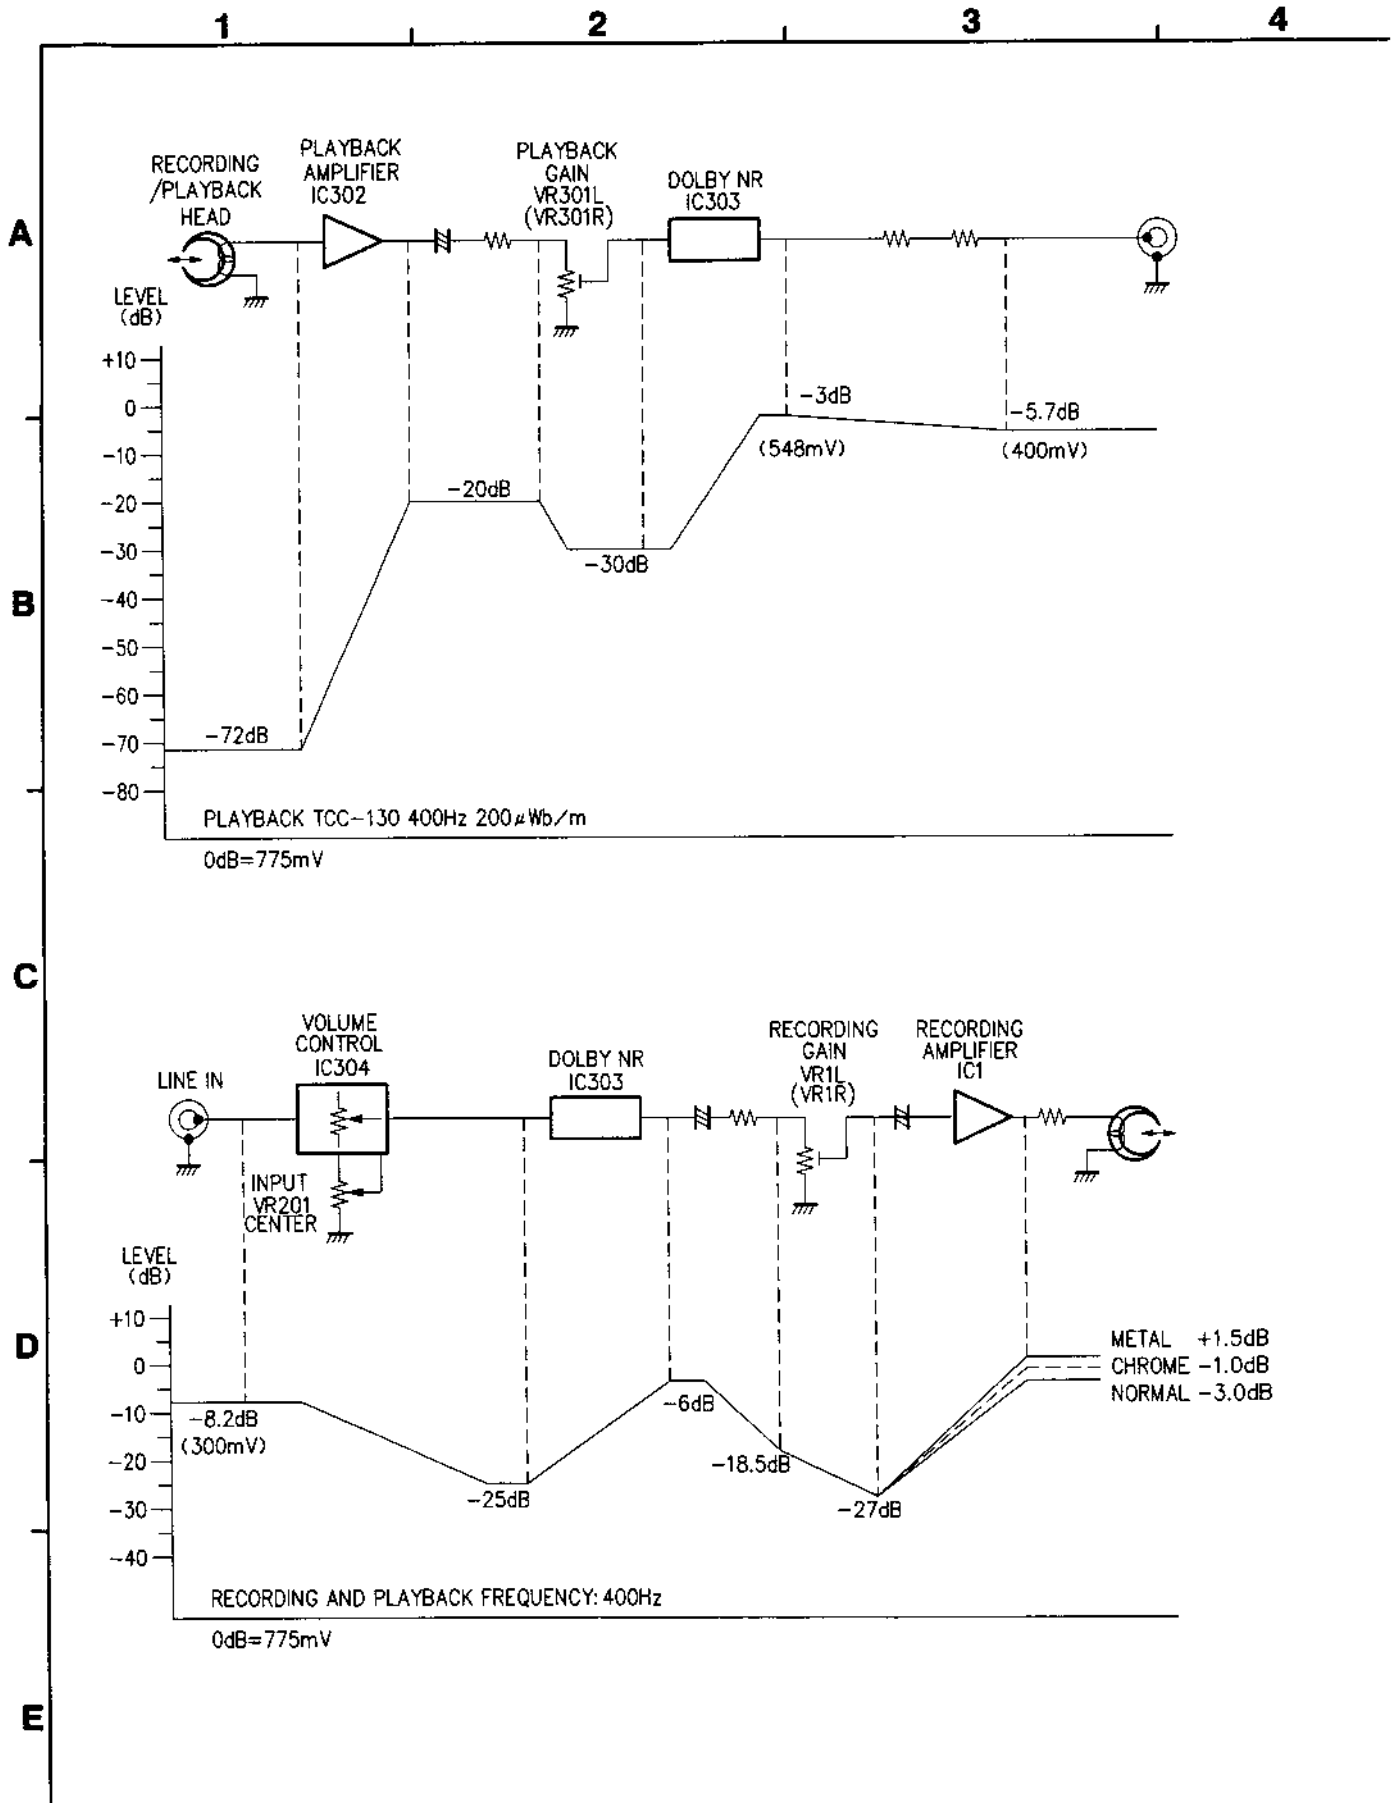 1 2 3 4
A
B
C
D
E
RECORDING
/PLAYBACK
HEAD
PLAYBACK
AMPLIFIER
IC302
PLAYBACK
GAIN
VR301L
(VR301R)
DOLBY NR
IC303
LEVEL
(dB)
+10
0
-10
-20
-30
-40
-50
-60
-70
-80
-72dB
-20dB
-30dB
-3dB
(548mV)
-5.7dB
(400mV)
PLAYBACK TCC-130 400Hz 200μWb/m
0dB=775mV
LINE IN
VOLUME
CONTROL
IC304
INPUT
VR201
CENTER
DOLBY NR
IC303
RECORDING
GAIN
VR1L
(VR1R)
RECORDING
AMPLIFIER
IC1
LEVEL
(dB)
+10
0
-10
-20
-30
-40
-8.2dB
(300mV)
-25dB
-6dB
-18.5dB
-27dB
METAL +1.5dB
CHROME -1.0dB
NORMAL -3.0dB
RECORDING AND PLAYBACK FREQUENCY: 400Hz
0dB=775mV